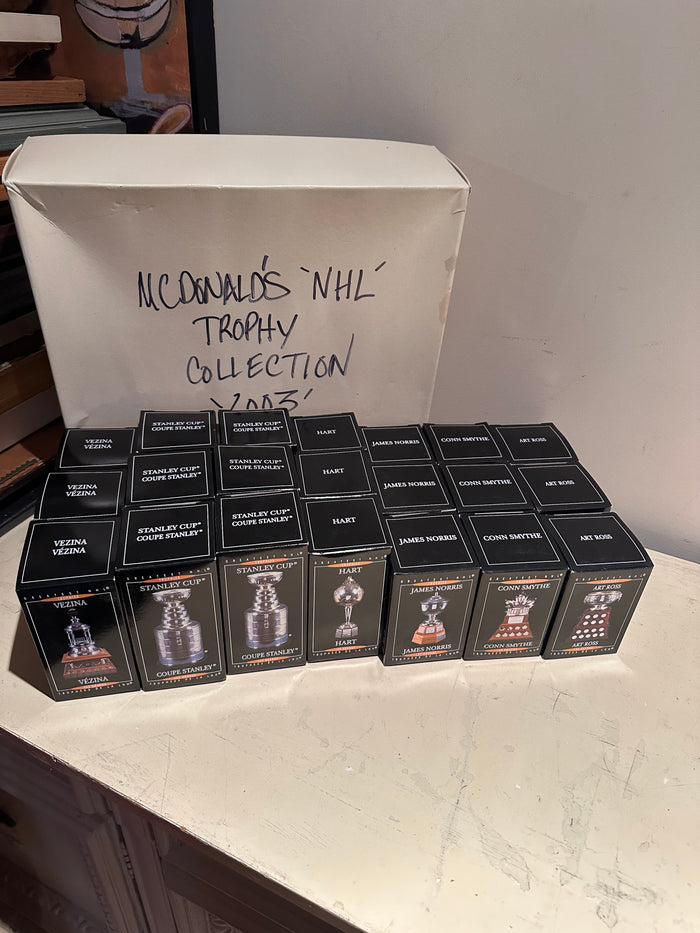 MCDONALD'S 'NHL'
TROPHY
COLLECTION
VEZINA
VÉZINA
STANLEY CUP®
COUPE STANLEY®
STANLEY CUP®
COUPE STANLEY®
HART
JAMES NORRIS
CONN SMYTHE
ART ROSS
VEZINA
VÉZINA
STANLEY CUP®
COUPE STANLEY®
STANLEY CUP®
COUPE STANLEY®
HART
JAMES NORRIS
CONN SMYTHE
ART ROSS
VEZINA
VÉZINA
STANLEY CUP®
COUPE STANLEY®
STANLEY CUP®
COUPE STANLEY®
HART
JAMES NORRIS
CONN SMYTHE
ART ROSS
VEZINA
VÉZINA
STANLEY CUP
COUPE STANLEY
STANLEY CUP
COUPE STANLEY
HART
HART
JAMES NORRIS
JAMES NORRIS
CONN SMYTHE
CONN SMYTHE
ART ROSS
ART ROSS